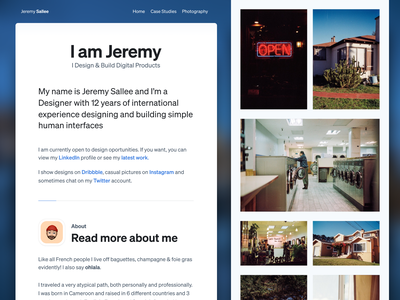 Jeremy Sallee
Home Case Studies Photography
I am Jeremy
I Design & Build Digital Products
My name is Jeremy Sallee and I'm a
Designer with 12 years of international
experience designing and building simple
human interfaces
I am currently open to design oportunities. If you want, you can
view my LinkedIn profile or see my latest work.
I show designs on Dribbble, casual pictures on Instagram and
sometimes chat on my Twitter account.
About
Read more about me
Like all French people I live off baguettes, champagne & foie gras
evidently! I also say ohlala.
I traveled a very atypical path, both personally and professionally.
I was born in Cameroon and raised in 6 different countries and 3
OPEN